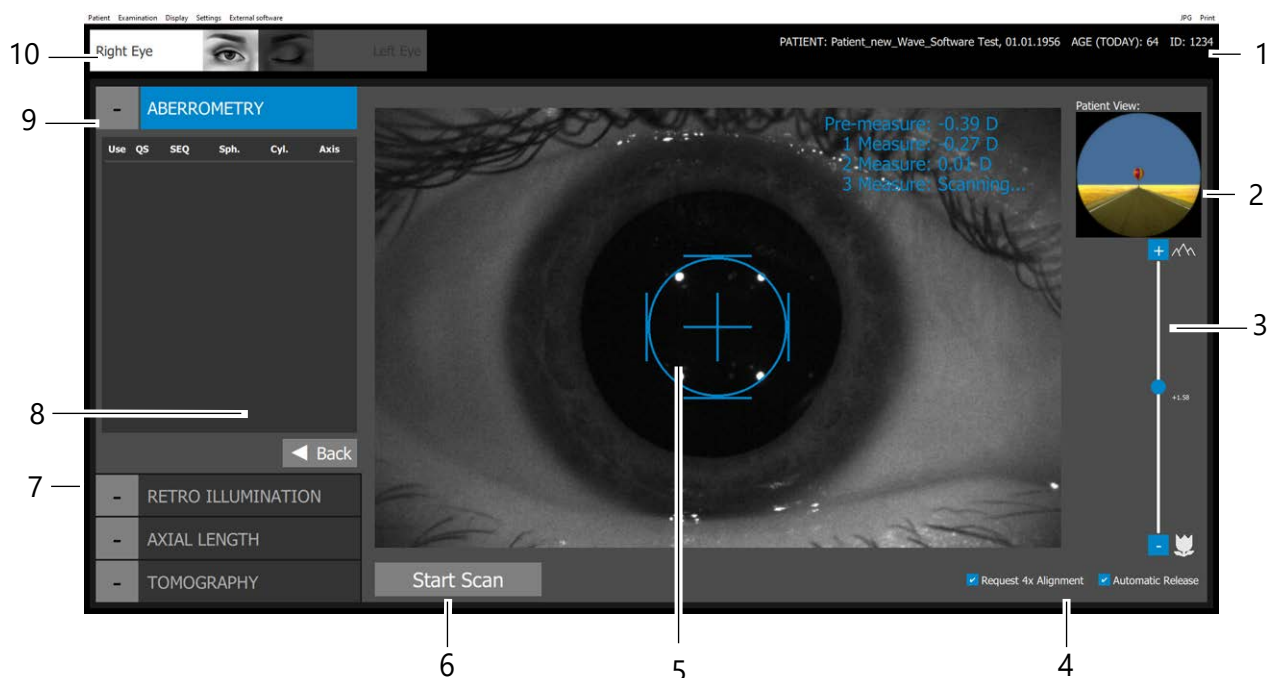 Patient Examination Display Settings External software JPG Print
10 Right Eye Left Eye PATIENT: Patient_new_Wave_Software Test, 01.01.1956 AGE (TODAY): 64 ID: 1234 1
9 - ABERROMETRY
Use QS SEQ Sph. Cyl. Axis
Pre-measure: -0.39 D
1 Measure: -0.27 D
2 Measure: 0.01 D
3 Measure: Scanning...
Patient View:
2
+
3
+1.58
-
8
Back
7
- RETRO ILLUMINATION
- AXIAL LENGTH
- TOMOGRAPHY
Start Scan
Request 4x Alignment Automatic Release
6 5 4